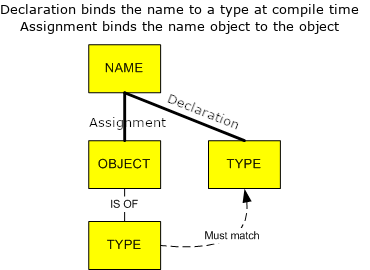 Declaration binds the name to a type at compile time
Assignment binds the name object to the object
NAME
Declaration
Assignment
OBJECT
TYPE
IS OF
TYPE
Must match